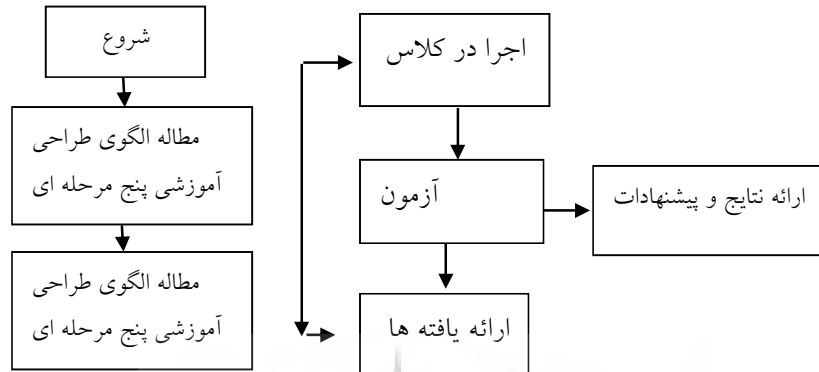 شروع
مطاله الگوی طراحی
آموزشی پنج مرحله ای
مطاله الگوی طراحی
آموزشی پنج مرحله ای
اجرا در کلاس
آزمون
ارائه یافته ها
ارائه نتایج و پیشنهادات